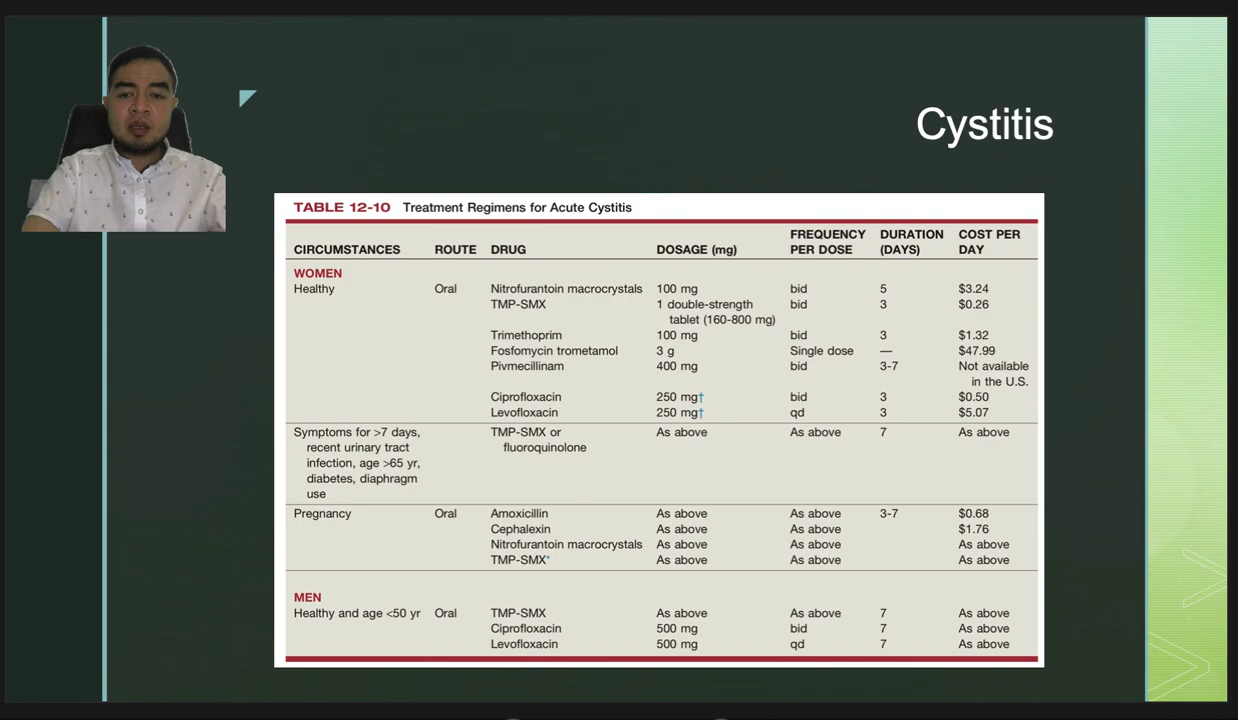 Cystitis
TABLE 12-10 Treatment Regimens for Acute Cystitis
CIRCUMSTANCES ROUTE DRUG DOSAGE (mg) FREQUENCY PER DOSE DURATION (DAYS) COST PER DAY
WOMEN
Healthy Oral Nitrofurantoin macrocrystals 100 mg bid 5 $3.24
TMP-SMX 1 double-strength tablet (160-800 mg) bid 3 $0.26
Trimethoprim 100 mg bid 3 $1.32
Fosfomycin trometamol 3 g Single dose — $47.99
Pivmecillinam 400 mg bid 3-7 Not available in the U.S.
Ciprofloxacin 250 mg† bid 3 $0.50
Levofloxacin 250 mg† qd 3 $5.07
Symptoms for >7 days, recent urinary tract infection, age >65 yr, diabetes, diaphragm use TMP-SMX or fluoroquinolone As above As above 7 As above
Pregnancy Oral Amoxicillin As above As above 3-7 $0.68
Cephalexin As above As above $1.76
Nitrofurantoin macrocrystals As above As above As above
TMP-SMX* As above As above As above
MEN
Healthy and age <50 yr Oral TMP-SMX As above As above 7 As above
Ciprofloxacin 500 mg bid 7 As above
Levofloxacin 500 mg qd 7 As above